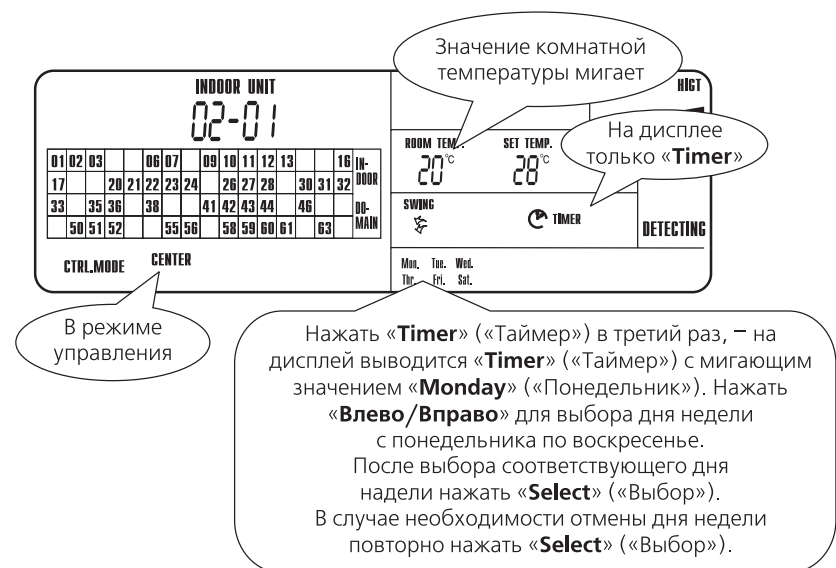 Значение комнатной
температуры мигает
INDOOR UNIT
02-01
HIGT
На дисплее
только «Timer»
ROOM TEM. SET TEMP.
20°C 28°C
01 02 03 06 07 09 10 11 12 13 16 IN-
17 20 21 22 23 24 26 27 28 30 31 32 DOOR
33 35 36 38 41 42 43 44 46 DO-
50 51 52 55 56 58 59 60 61 63 MAIN
SWING
TIMER
DETECTING
CTRL.MODE CENTER
Mon. Tue. Wed.
Thr. Fri. Sat.
В режиме
управления
Нажать «Timer» («Таймер») в третий раз, – на
дисплей выводится «Timer» («Таймер») с мигающим
значением «Monday» («Понедельник»). Нажать
«Влево/Вправо» для выбора дня недели
с понедельника по воскресенье.
После выбора соответствующего дня
надели нажать «Select» («Выбор»).
В случае необходимости отмены дня недели
повторно нажать «Select» («Выбор»).